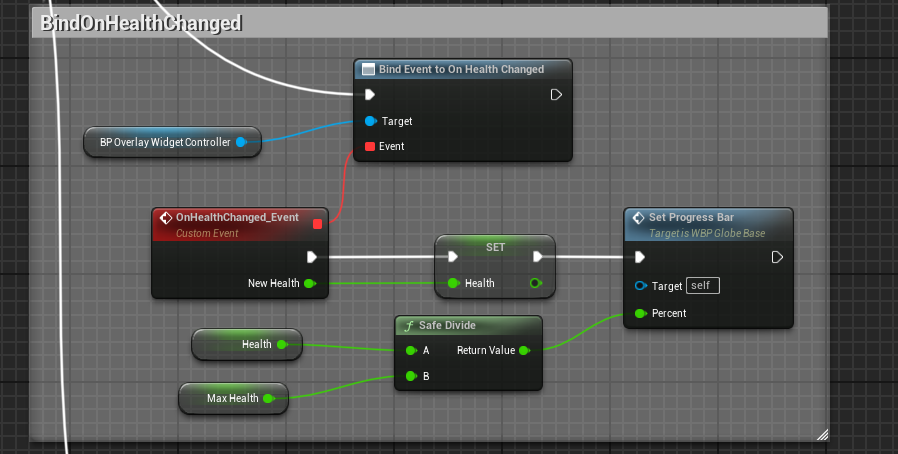 BindOnHealthChanged
Bind Event to On Health Changed
Target
BP Overlay Widget Controller
Event
OnHealthChanged_Event
Custom Event
New Health
SET
Health
Set Progress Bar
Target is WBP Globe Base
Target self
Percent
Safe Divide
Health
A Return Value
B
Max Health